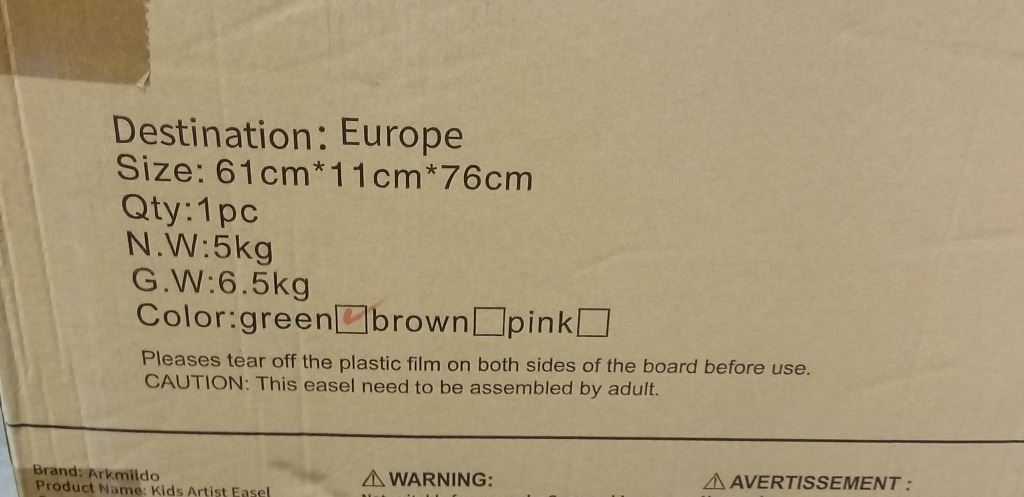 Destination: Europe
Size: 61cm*11cm*76cm
Qty:1pc
N.W:5kg
G.W:6.5kg
Color:green☑brown☐pink☐
Pleases tear off the plastic film on both sides of the board before use.
CAUTION: This easel need to be assembled by adult.
Brand: Arkmildo
Product Name: Kids Artist Easel
⚠ WARNING:
⚠ AVERTISSEMENT :